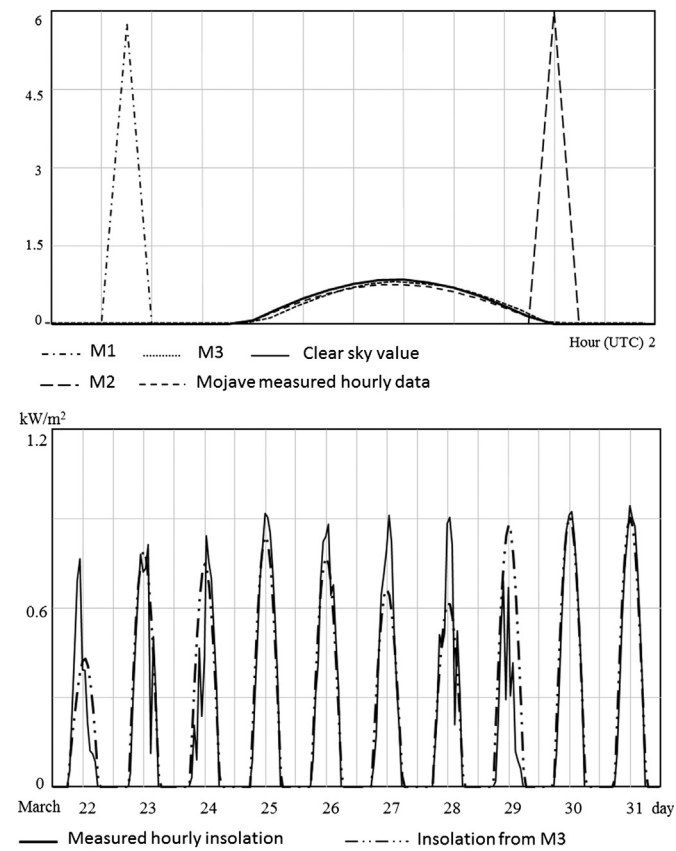 6
4.5
3
1.5
0
Hour (UTC) 2
M1 M3 Clear sky value
M2 Mojave measured hourly data
kW/m²
1.2
0.6
0
March 22 23 24 25 26 27 28 29 30 31 day
Measured hourly insolation Insolation from M3